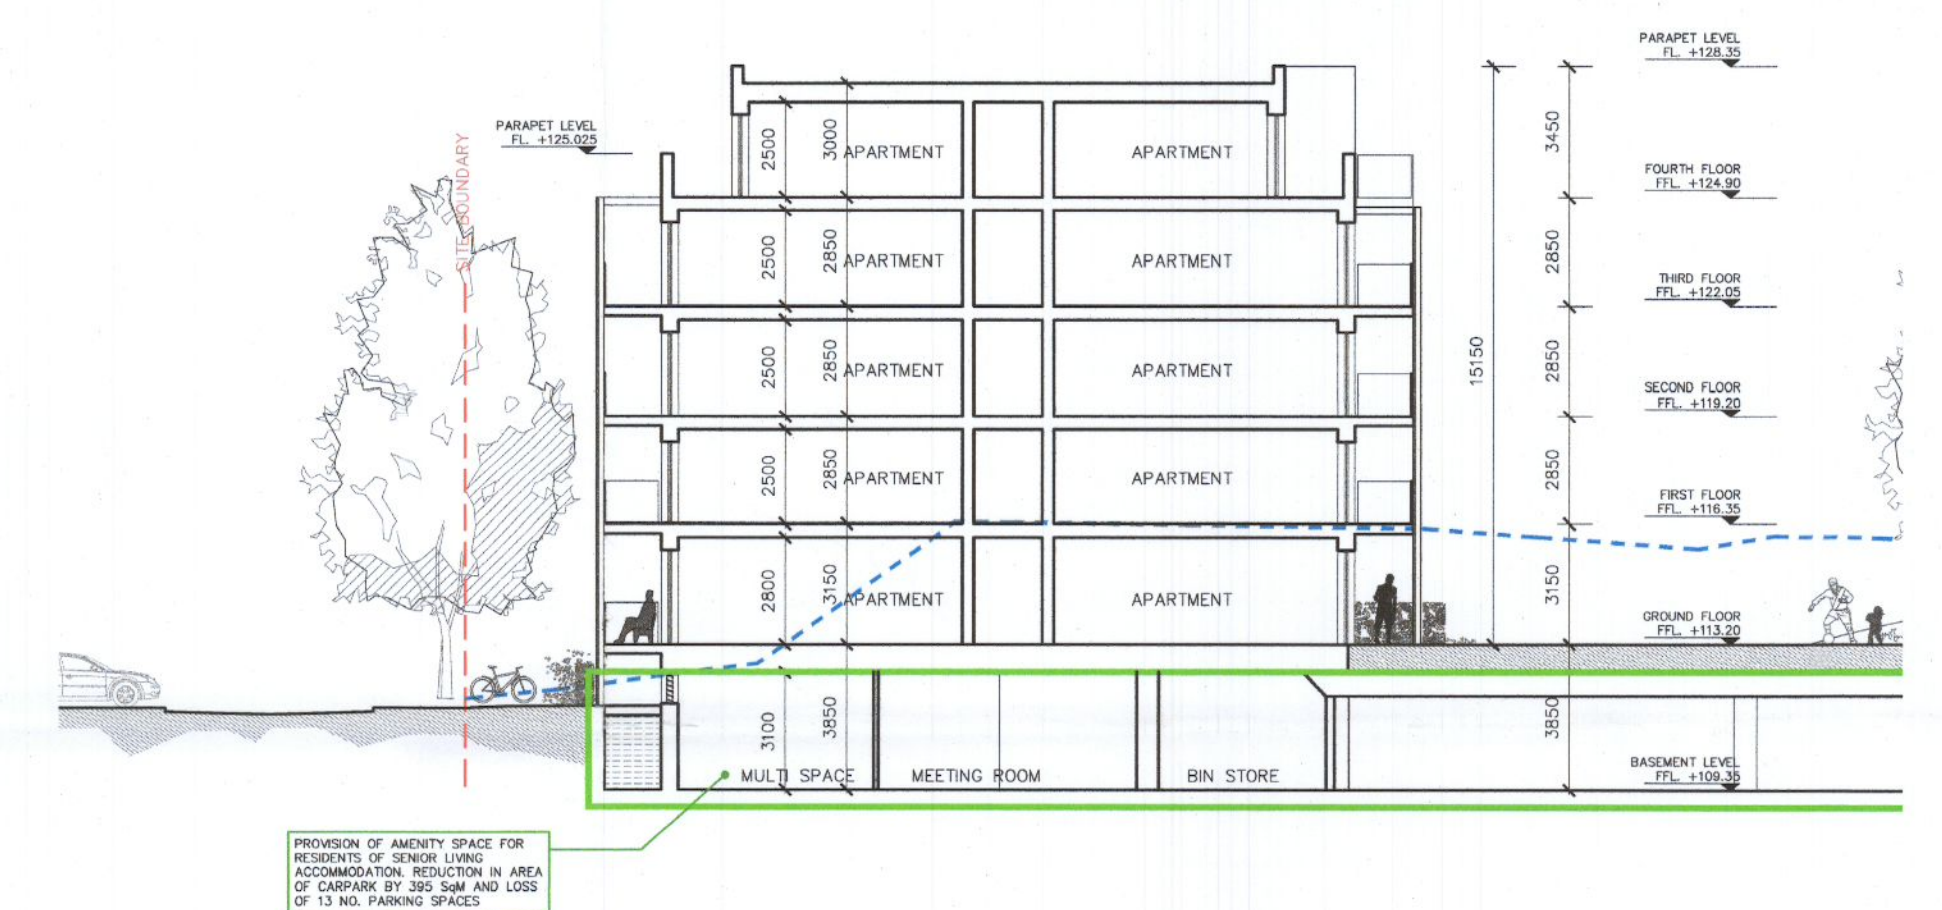 PARAPET LEVEL
FL. +128.35
PARAPET LEVEL
FL. +125.025
SITE BOUNDARY
2500
3000
APARTMENT
APARTMENT
3450
FOURTH FLOOR
FFL. +124.90
2500
2850
APARTMENT
APARTMENT
2850
THIRD FLOOR
FFL. +122.05
2500
2850
APARTMENT
APARTMENT
15150
2850
SECOND FLOOR
FFL. +119.20
2500
2850
APARTMENT
APARTMENT
2850
FIRST FLOOR
FFL. +116.35
2800
3150
APARTMENT
APARTMENT
3150
GROUND FLOOR
FFL. +113.20
3100
3850
MULTI SPACE
MEETING ROOM
BIN STORE
3850
BASEMENT LEVEL
FFL. +109.35
PROVISION OF AMENITY SPACE FOR
RESIDENTS OF SENIOR LIVING
ACCOMMODATION. REDUCTION IN AREA
OF CARPARK BY 395 SqM AND LOSS
OF 13 NO. PARKING SPACES